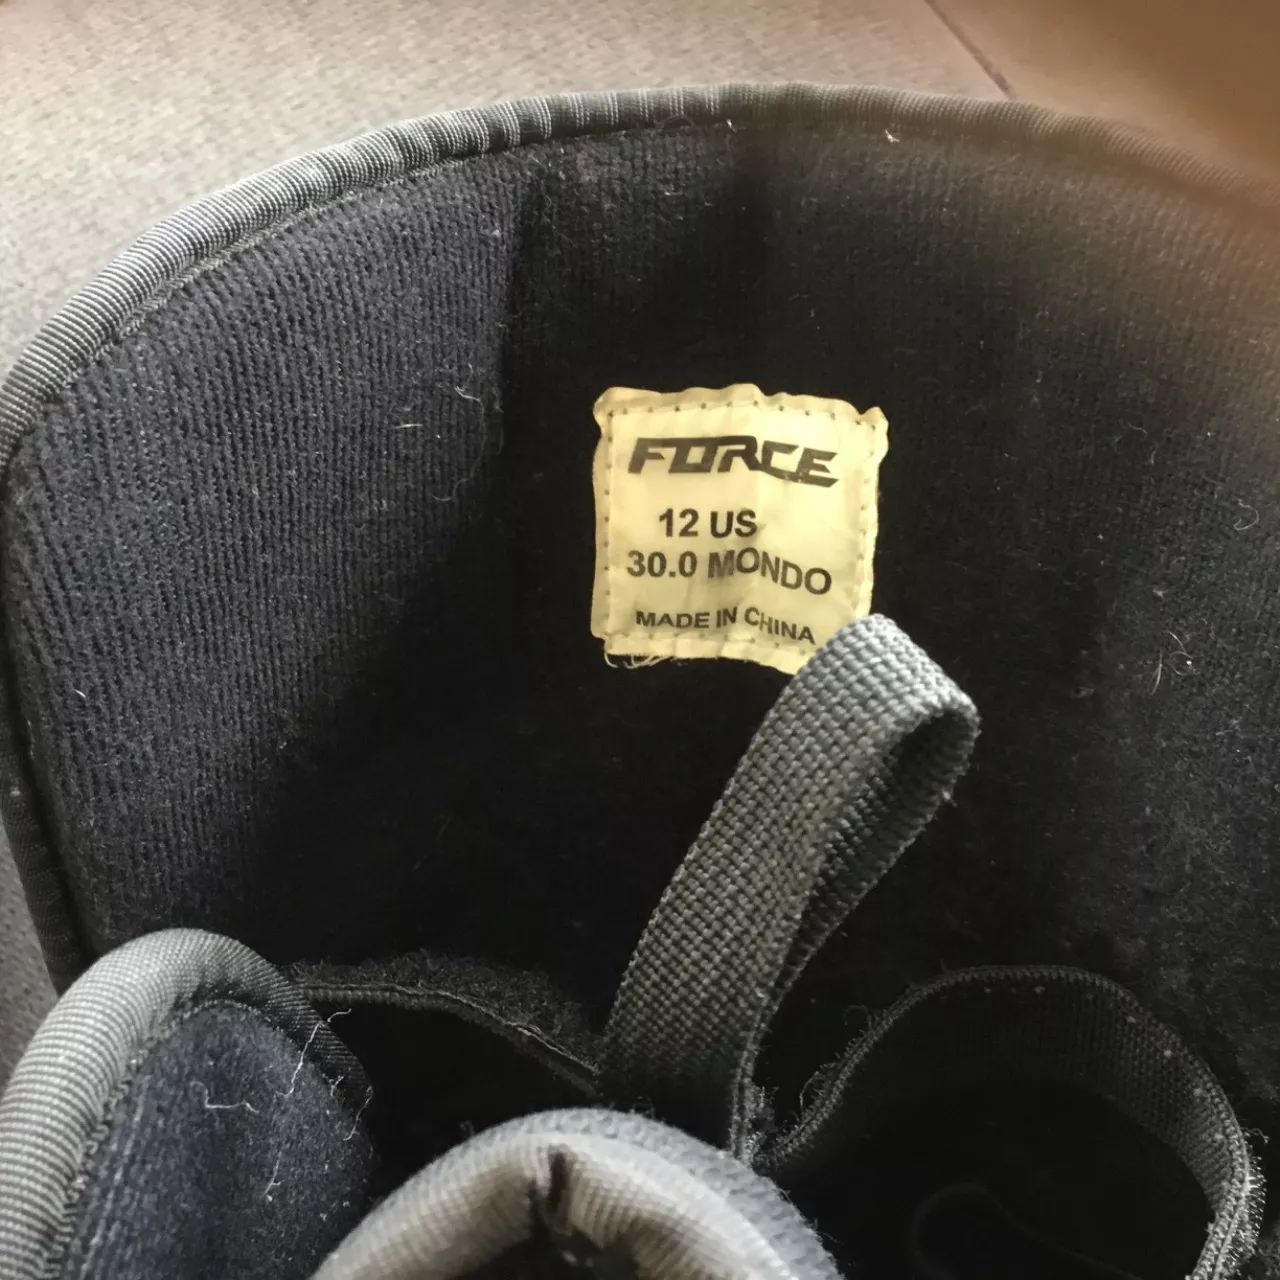 FORCE
12 US
30.0 MONDO
MADE IN CHINA